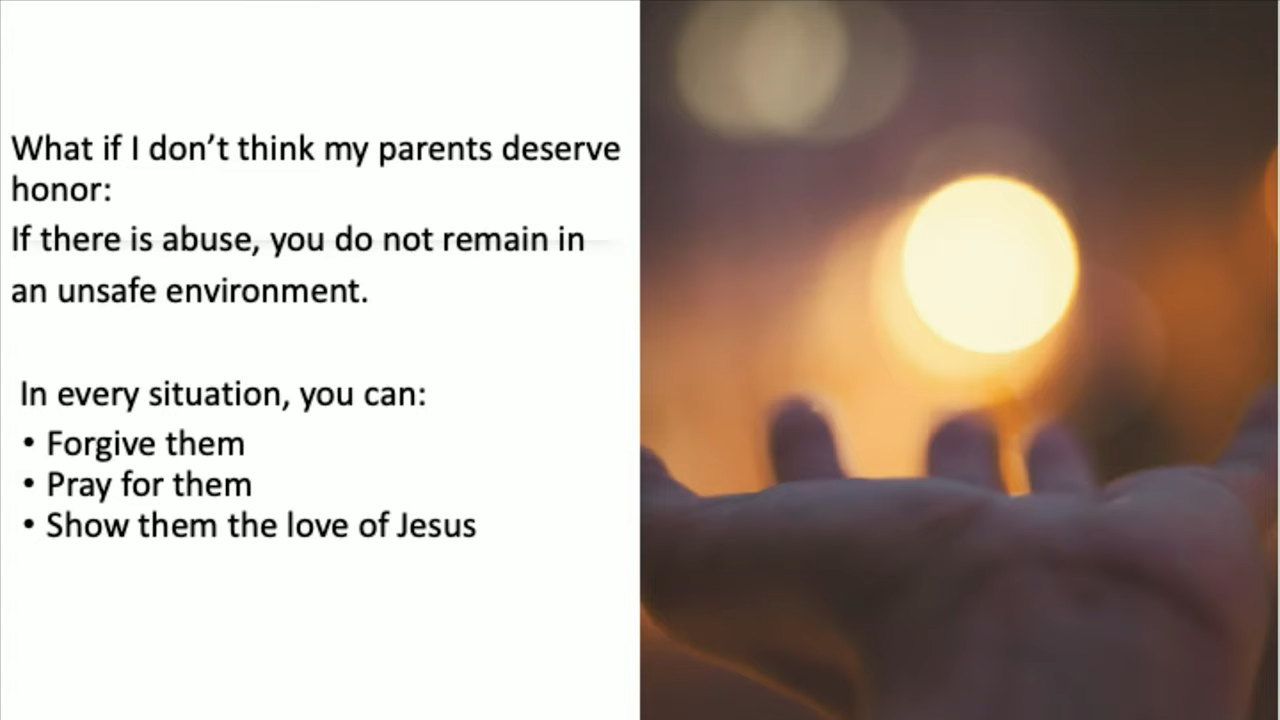 What if I don’t think my parents deserve
honor:
If there is abuse, you do not remain in
an unsafe environment.
In every situation, you can:
• Forgive them
• Pray for them
• Show them the love of Jesus